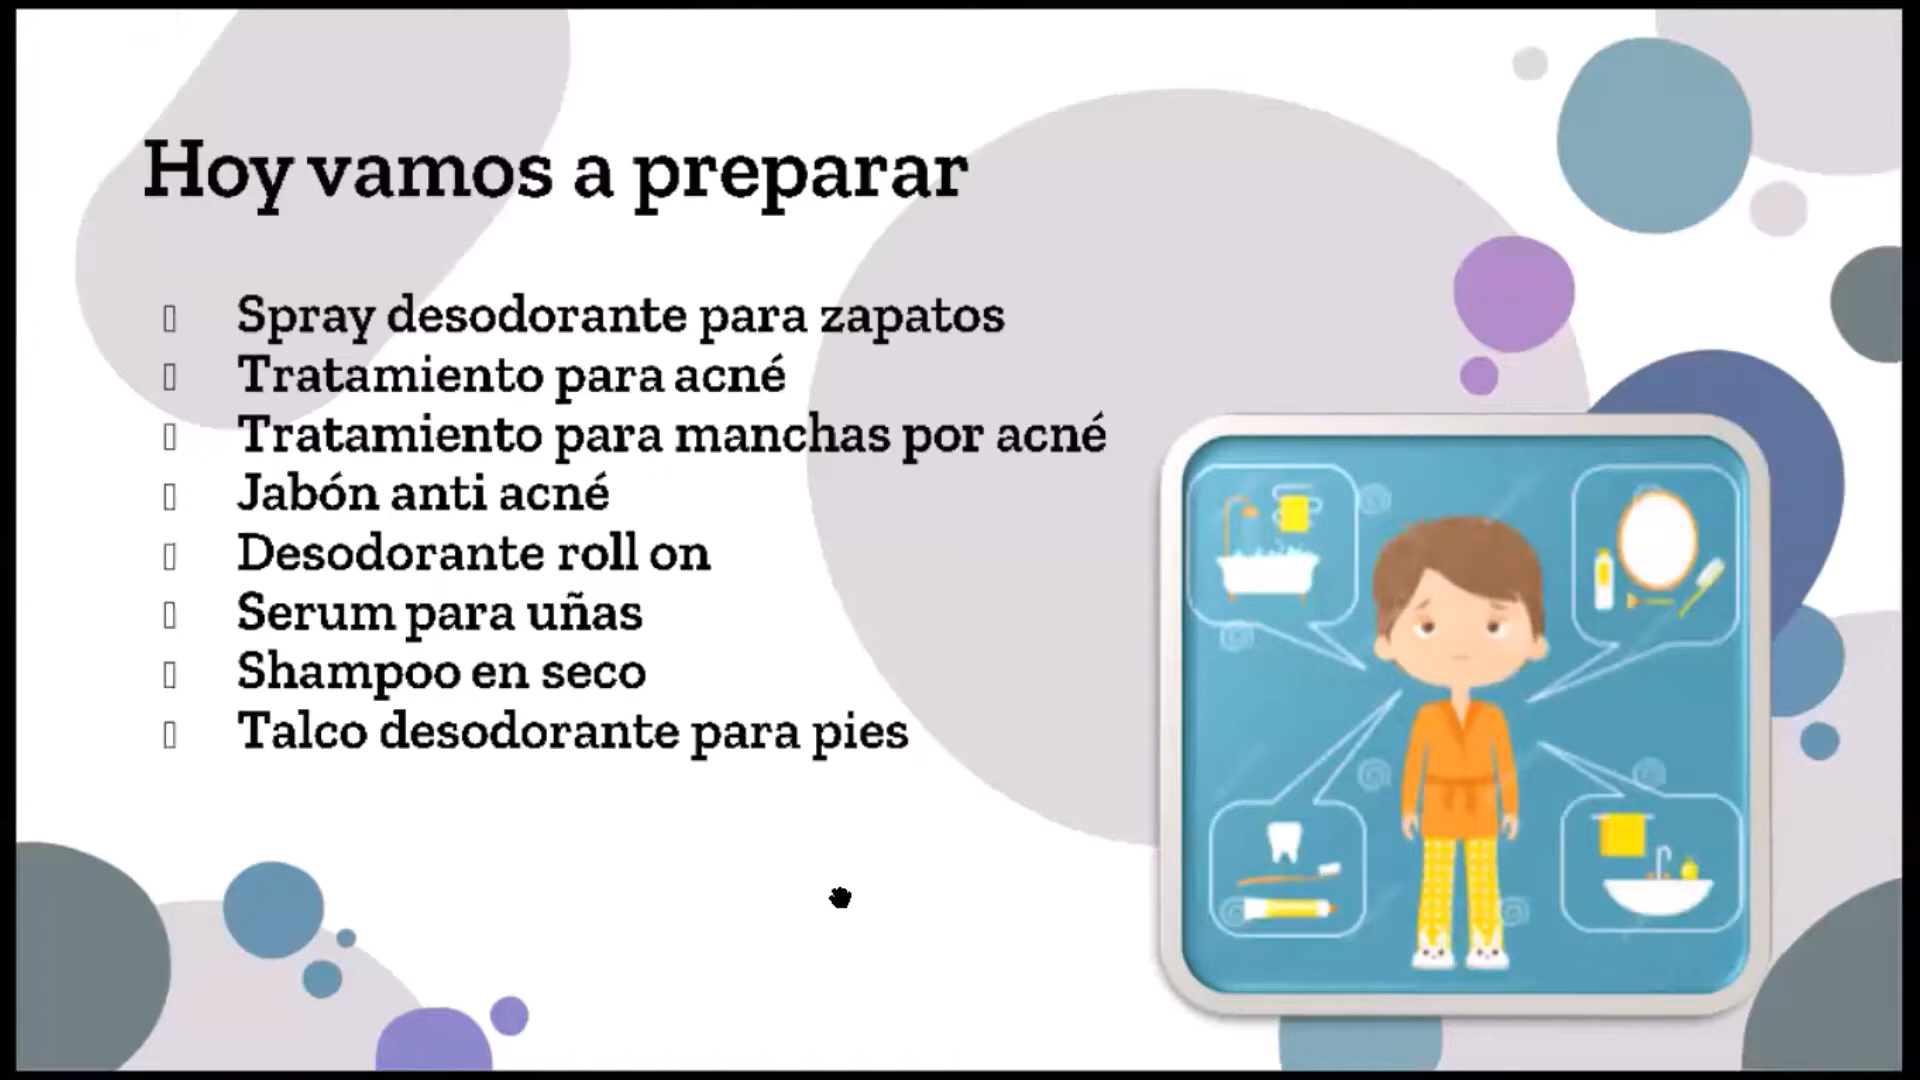 Hoy vamos a preparar
Spray desodorante para zapatos
Tratamiento para acné
Tratamiento para manchas por acné
Jabón anti acné
Desodorante roll on
Serum para uñas
Shampoo en seco
Talco desodorante para pies